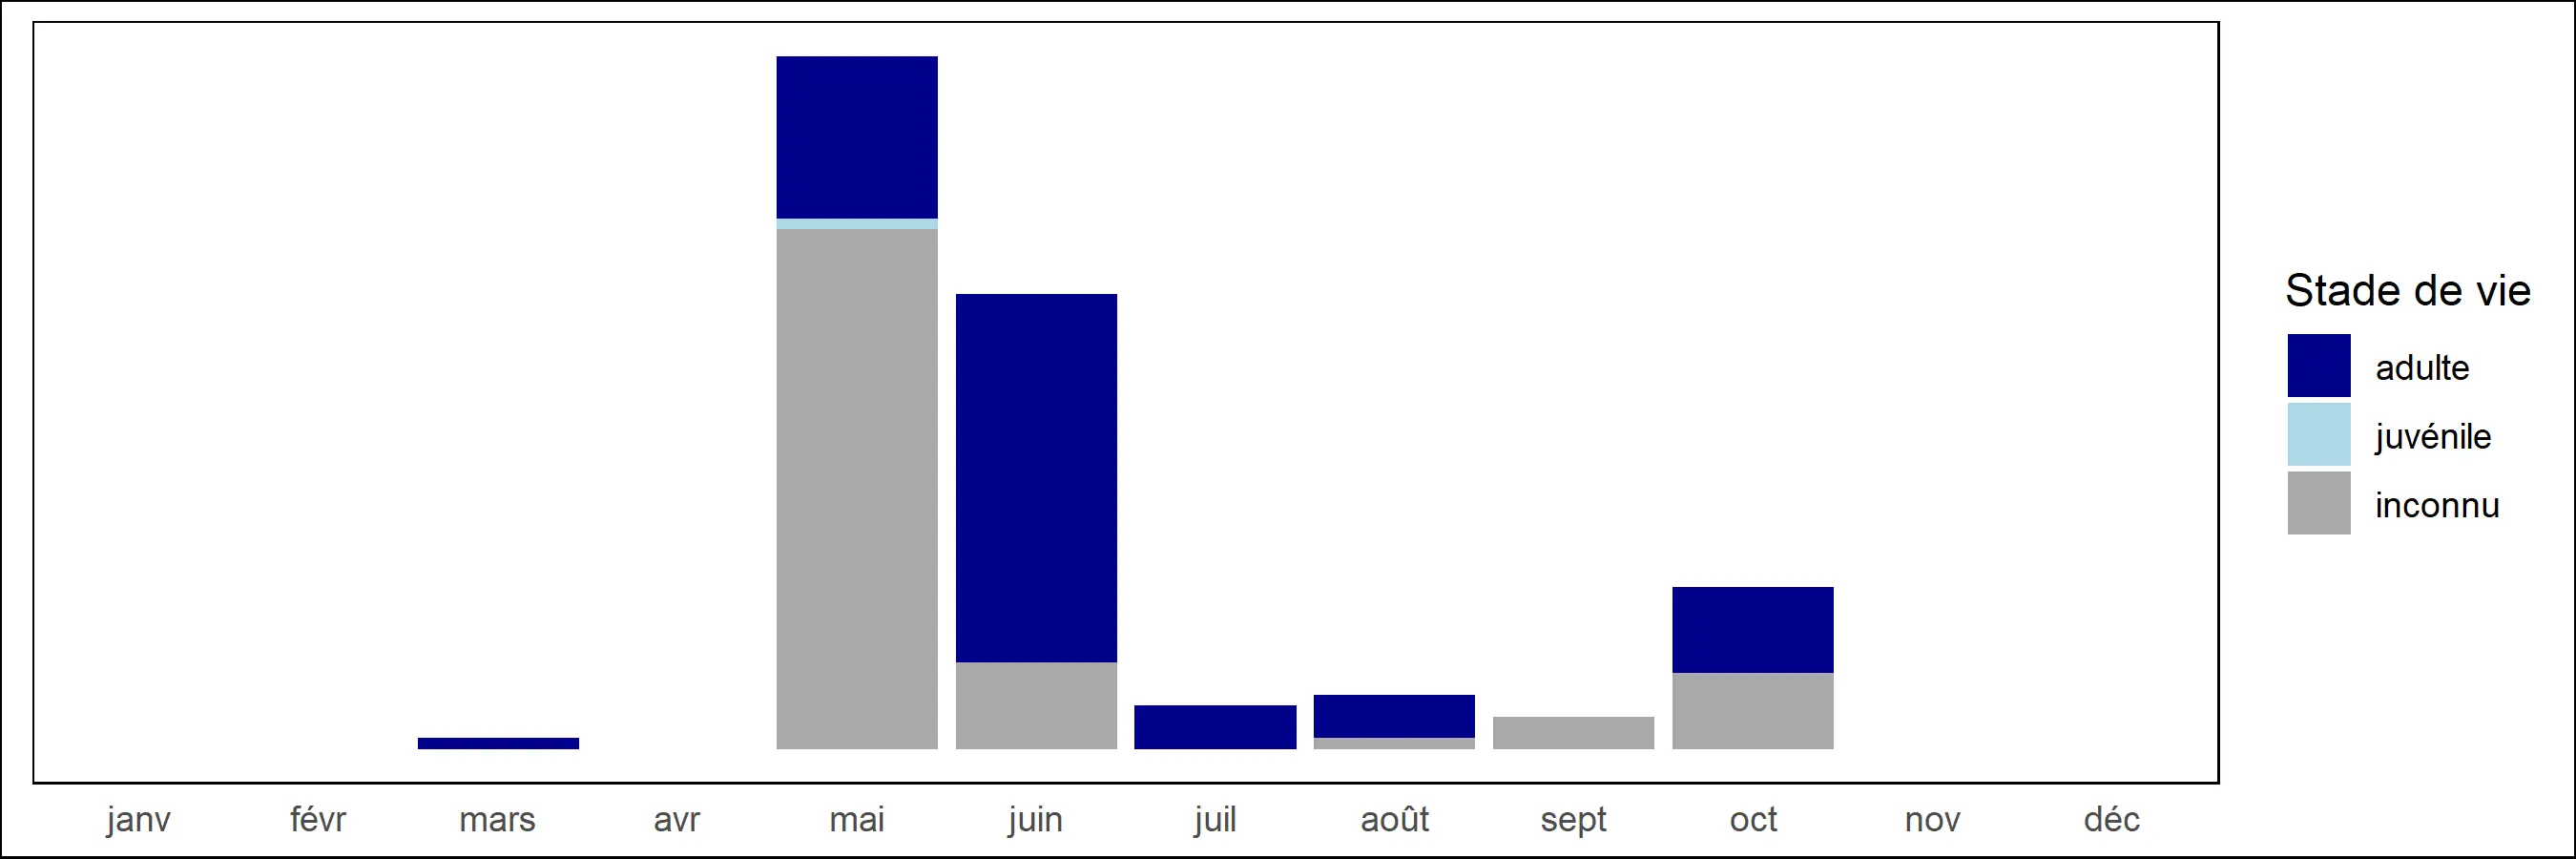 Stade de vie
adulte
juvénile
inconnu
janv févr mars avr mai juin juil août sept oct nov déc